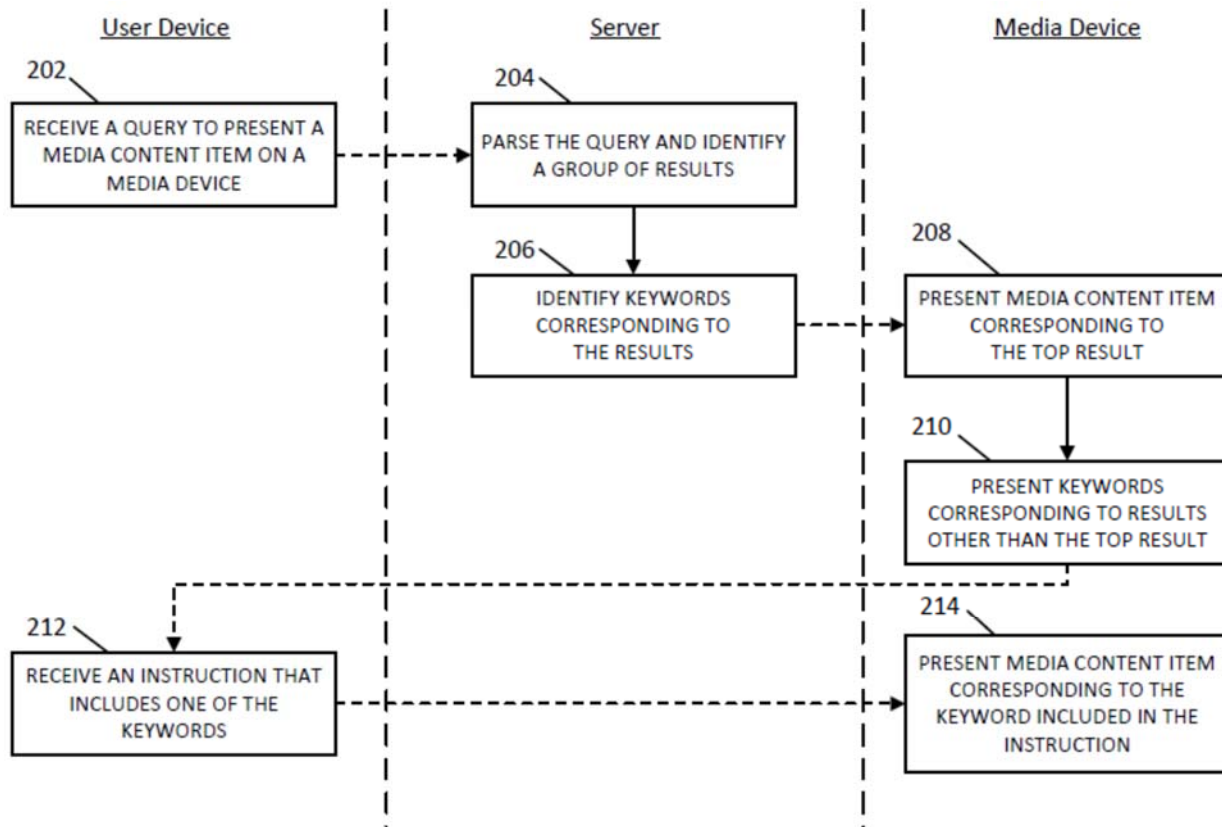 User Device
Server
Media Device
202
RECEIVE A QUERY TO PRESENT A
MEDIA CONTENT ITEM ON A
MEDIA DEVICE
204
PARSE THE QUERY AND IDENTIFY
A GROUP OF RESULTS
206
IDENTIFY KEYWORDS
CORRESPONDING TO
THE RESULTS
208
PRESENT MEDIA CONTENT ITEM
CORRESPONDING TO
THE TOP RESULT
210
PRESENT KEYWORDS
CORRESPONDING TO RESULTS
OTHER THAN THE TOP RESULT
212
RECEIVE AN INSTRUCTION THAT
INCLUDES ONE OF THE
KEYWORDS
214
PRESENT MEDIA CONTENT ITEM
CORRESPONDING TO THE
KEYWORD INCLUDED IN THE
INSTRUCTION